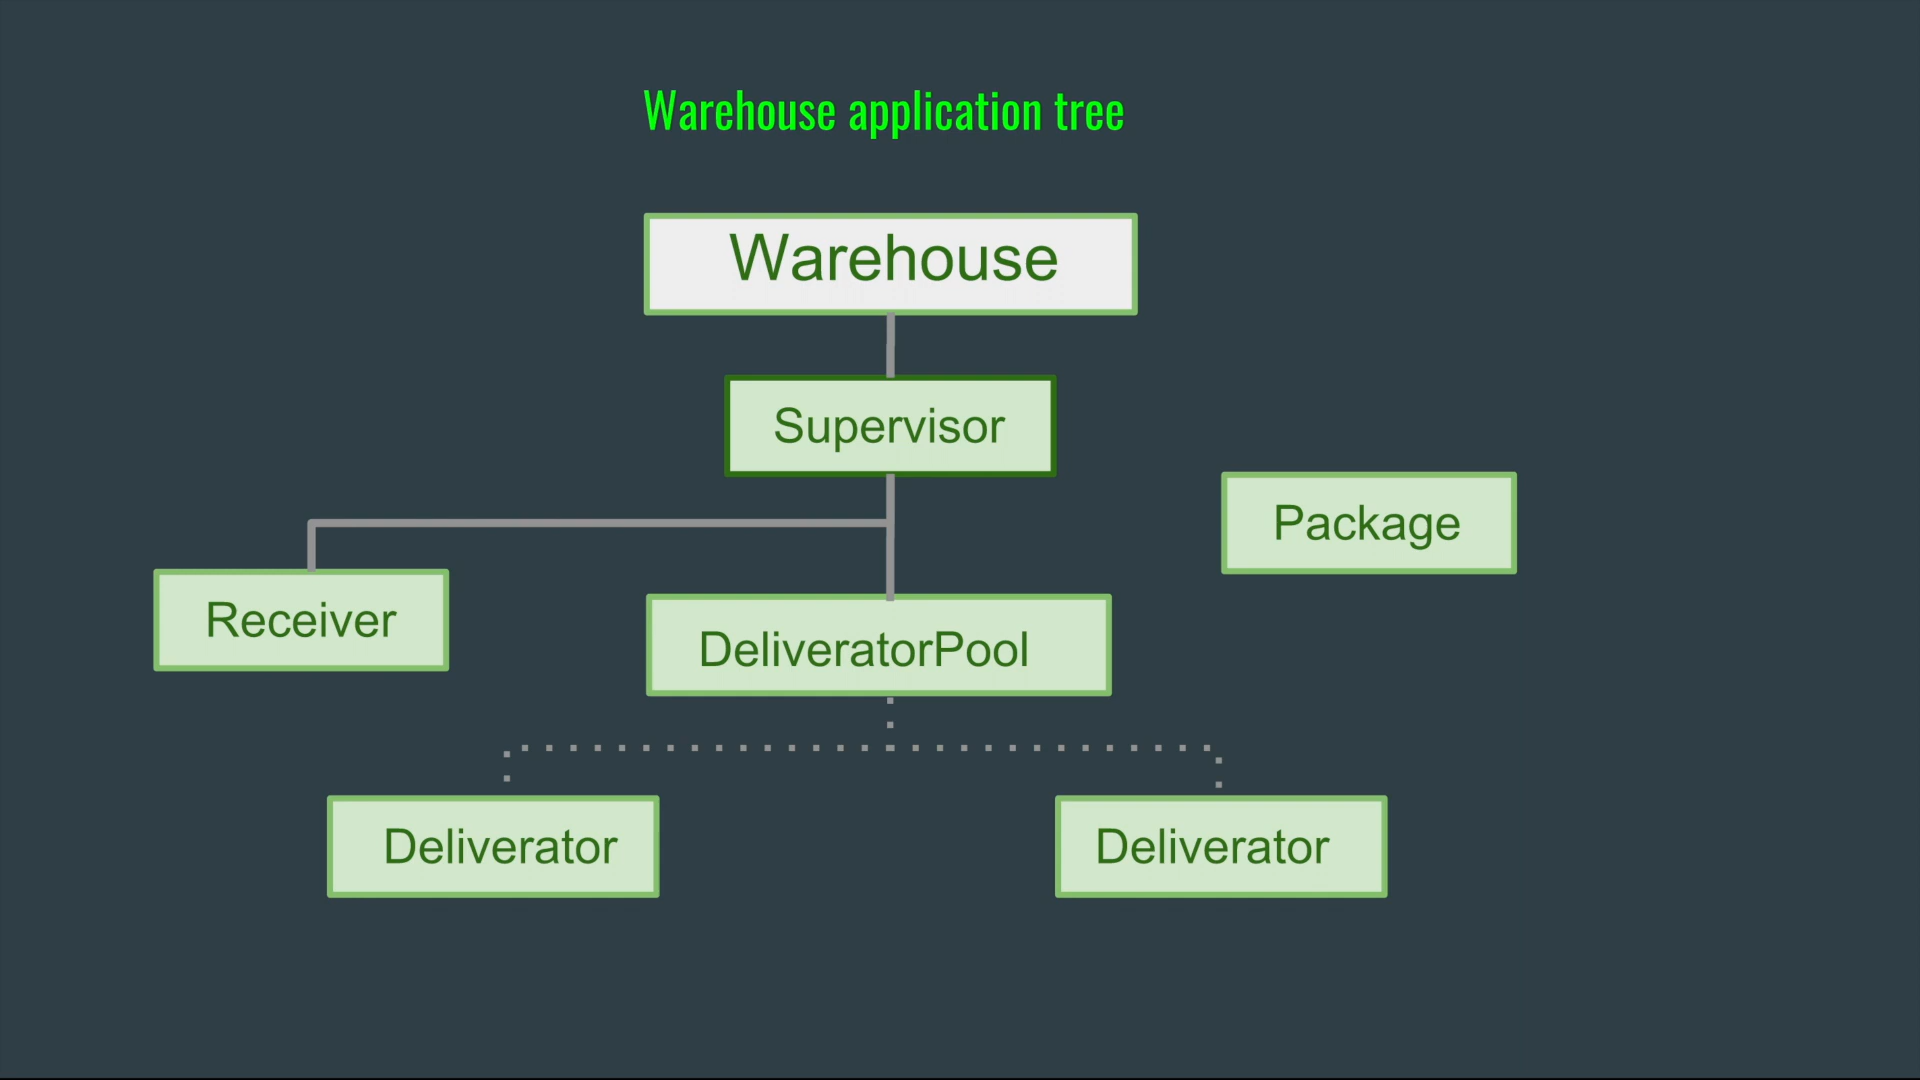 Warehouse application tree
Warehouse
Supervisor
Package
Receiver
DeliveratorPool
Deliverator
Deliverator